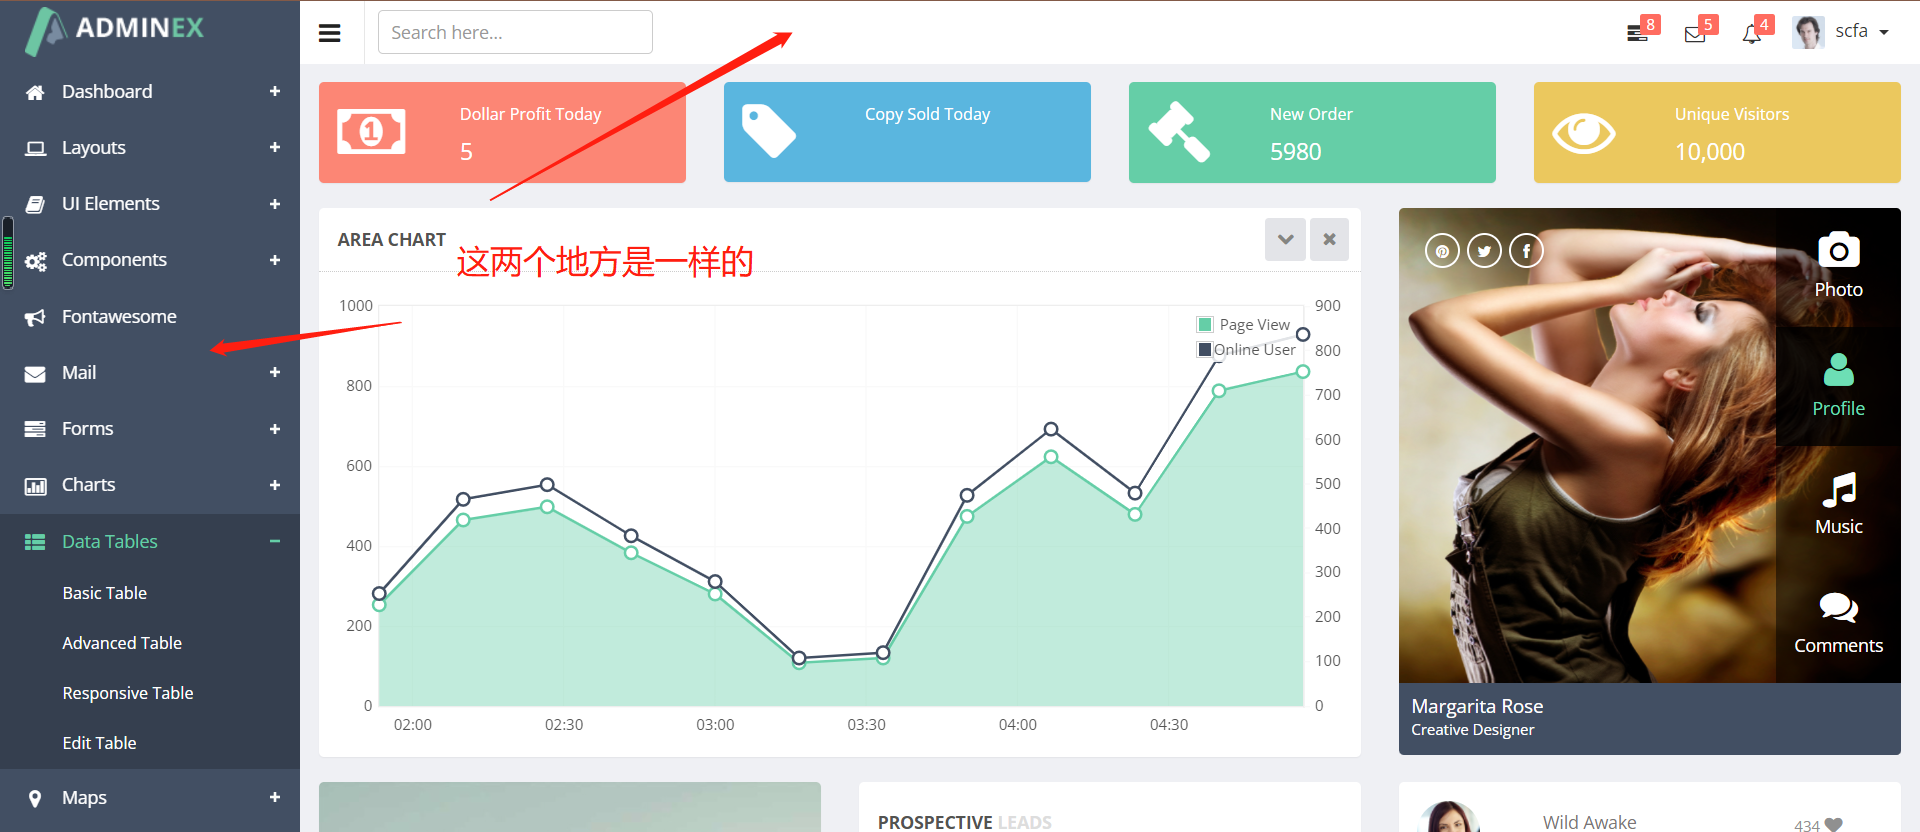 ADMINEX
Search here...
8
5
4
scfa
Dashboard
Layouts
UI Elements
Components
Fontawesome
Mail
Forms
Charts
Data Tables
Basic Table
Advanced Table
Responsive Table
Edit Table
Maps
Dollar Profit Today
5
Copy Sold Today
New Order
5980
Unique Visitors
10,000
AREA CHART
这两个地方是一样的
1000
800
600
400
200
0
Page View
Online User
900
800
700
600
500
400
300
200
100
0
02:00
02:30
03:00
03:30
04:00
04:30
Photo
Profile
Music
Comments
Margarita Rose
Creative Designer
PROSPECTIVE LEADS
Wild Awake
434